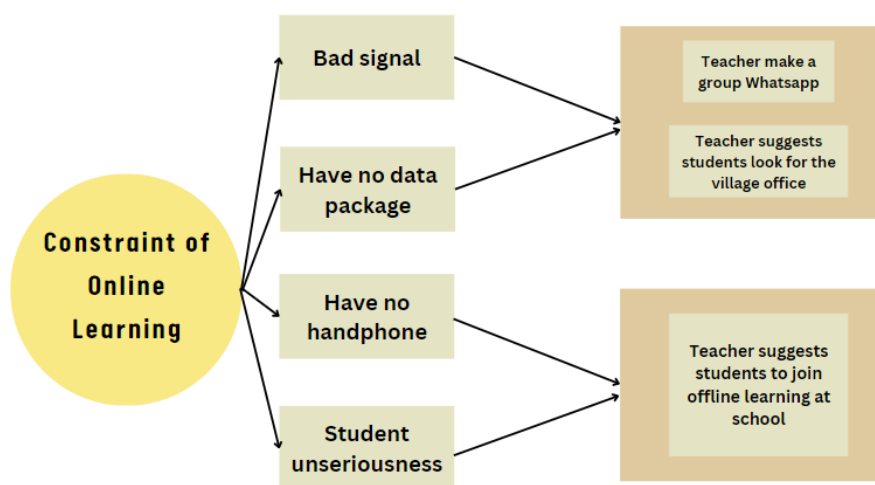 Constraint of
Online
Learning
Bad signal
Have no data
package
Have no
handphone
Student
unseriousness
Teacher make a
group Whatsapp
Teacher suggests
students look for the
village office
Teacher suggests
students to join
offline learning at
school